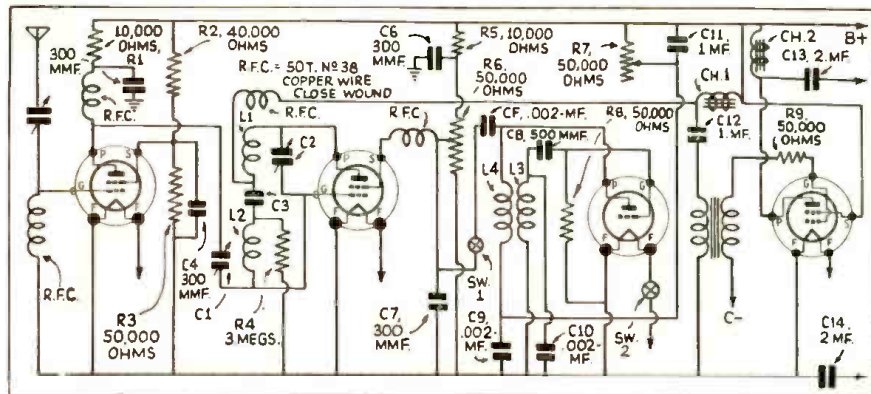 300
MMF.
10,000
OHMS,
R1
R2, 40,000
OHMS
R.F.C.
R.F.C. = 50 T. Nº 38
COPPER WIRE
CLOSE WOUND
C6
300
MMF.
R5, 10,000
OHMS
R6,
50,000
OHMS
R7,
50,000
OHMS
C11,
1 MF.
CH.2
B+
C13, 2. MF.
CH.1
C12
1 MF.
R9,
50,000
OHMS
L1
R.F.C.
C2
R.F.C.
CF, .002-MF.
C8, 500 MMF.
R8, 50,000
OHMS
P
S
G
P
S
G
C3
L2
L4
L3
P
G
F
F
G
P
S
F
F
R.F.C.
C4
300
MMF.
C1
R3
50,000
OHMS
R4
3 MEGS.
C7,
300
MMF.
SW.
1
C9,
.002-
MF.
C10
.002-
MF.
SW.
2
C-
C14,
2 MF.